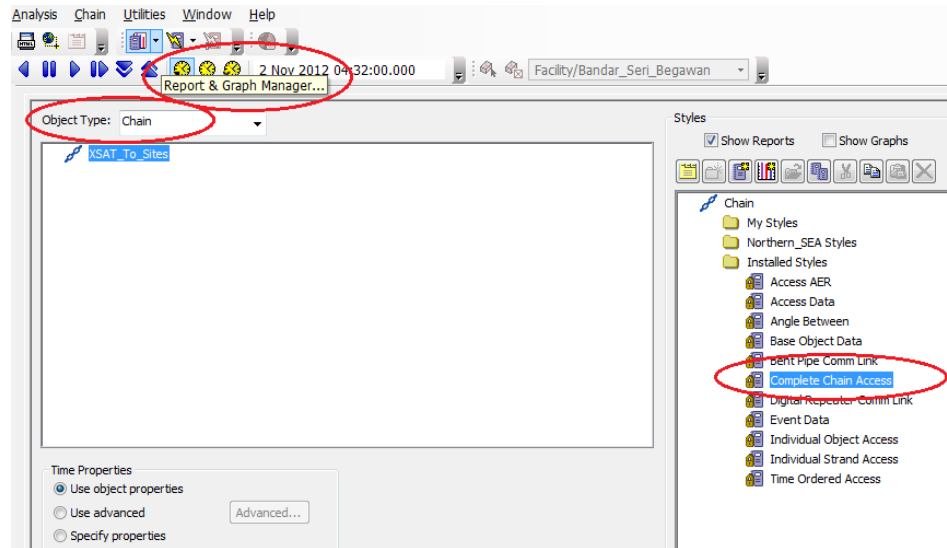 Analysis Chain Utilities Window Help
2 Nov 2012 04:32:00.000 Facility/Bandar_Seri_Begawan
Report & Graph Manager...
Object Type: Chain
XSAT_To_Sites
Styles
Show Reports Show Graphs
Chain
My Styles
Northern_SEA Styles
Installed Styles
Access AER
Access Data
Angle Between
Base Object Data
Bent Pipe Comm Link
Complete Chain Access
Digital Repeater Comm Link
Event Data
Individual Object Access
Individual Strand Access
Time Ordered Access
Time Properties
Use object properties
Use advanced Advanced...
Specify properties